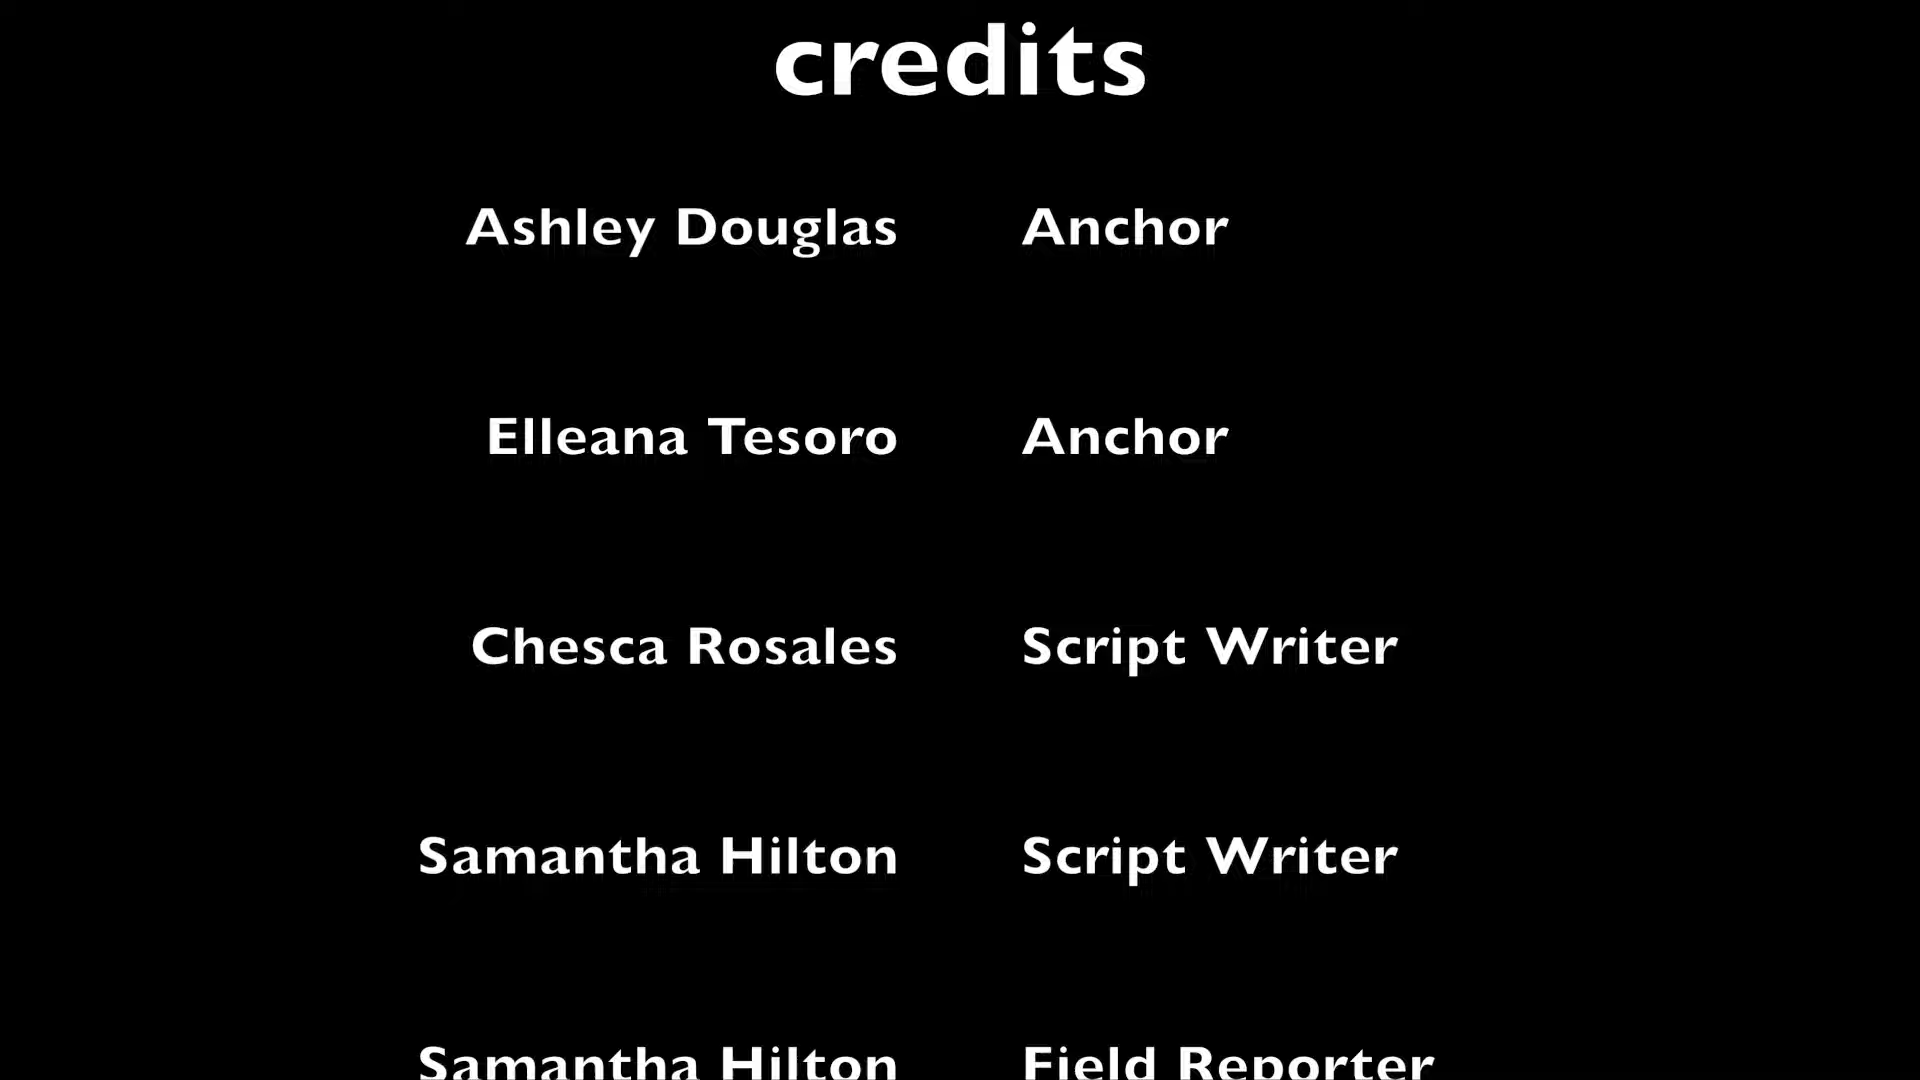 credits
Ashley Douglas Anchor
Elleana Tesoro Anchor
Chesca Rosales Script Writer
Samantha Hilton Script Writer
Samantha Hilton Field Reporter